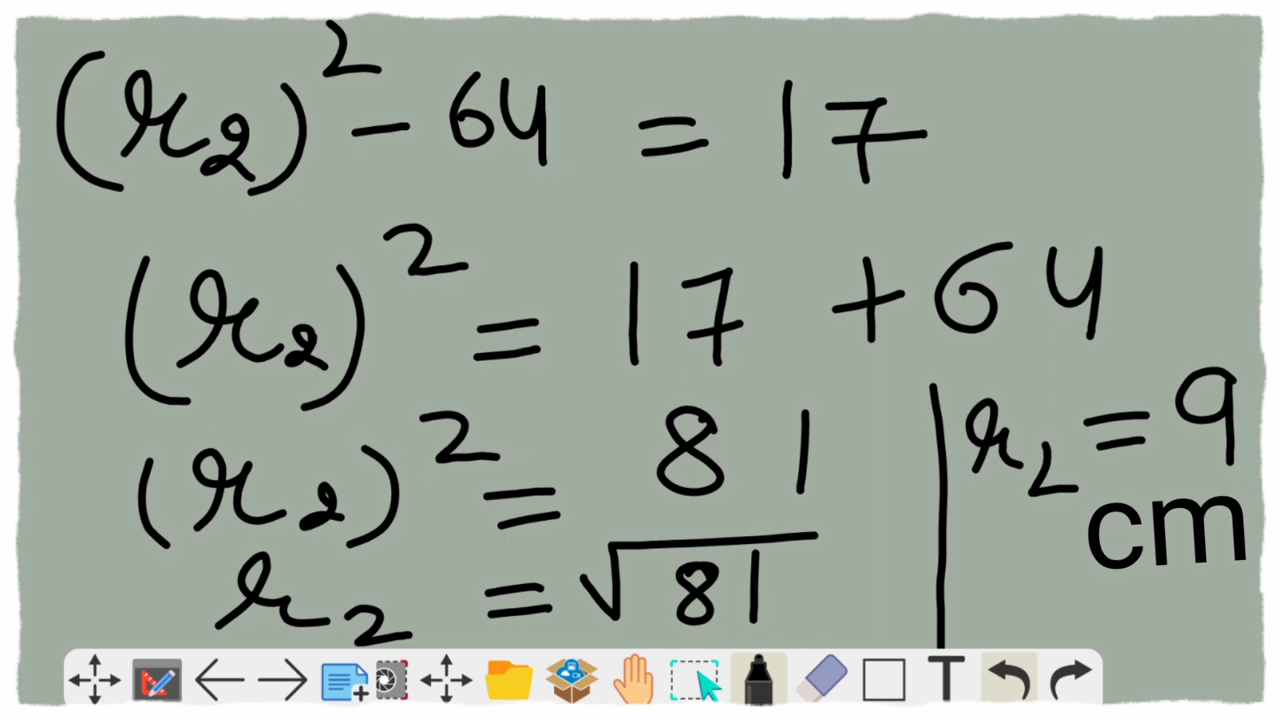 (r₂)² - 64 = 17
(r₂)² = 17 + 64
(r₂)² = 81
r₂ = √81
r₂ = 9
cm
T